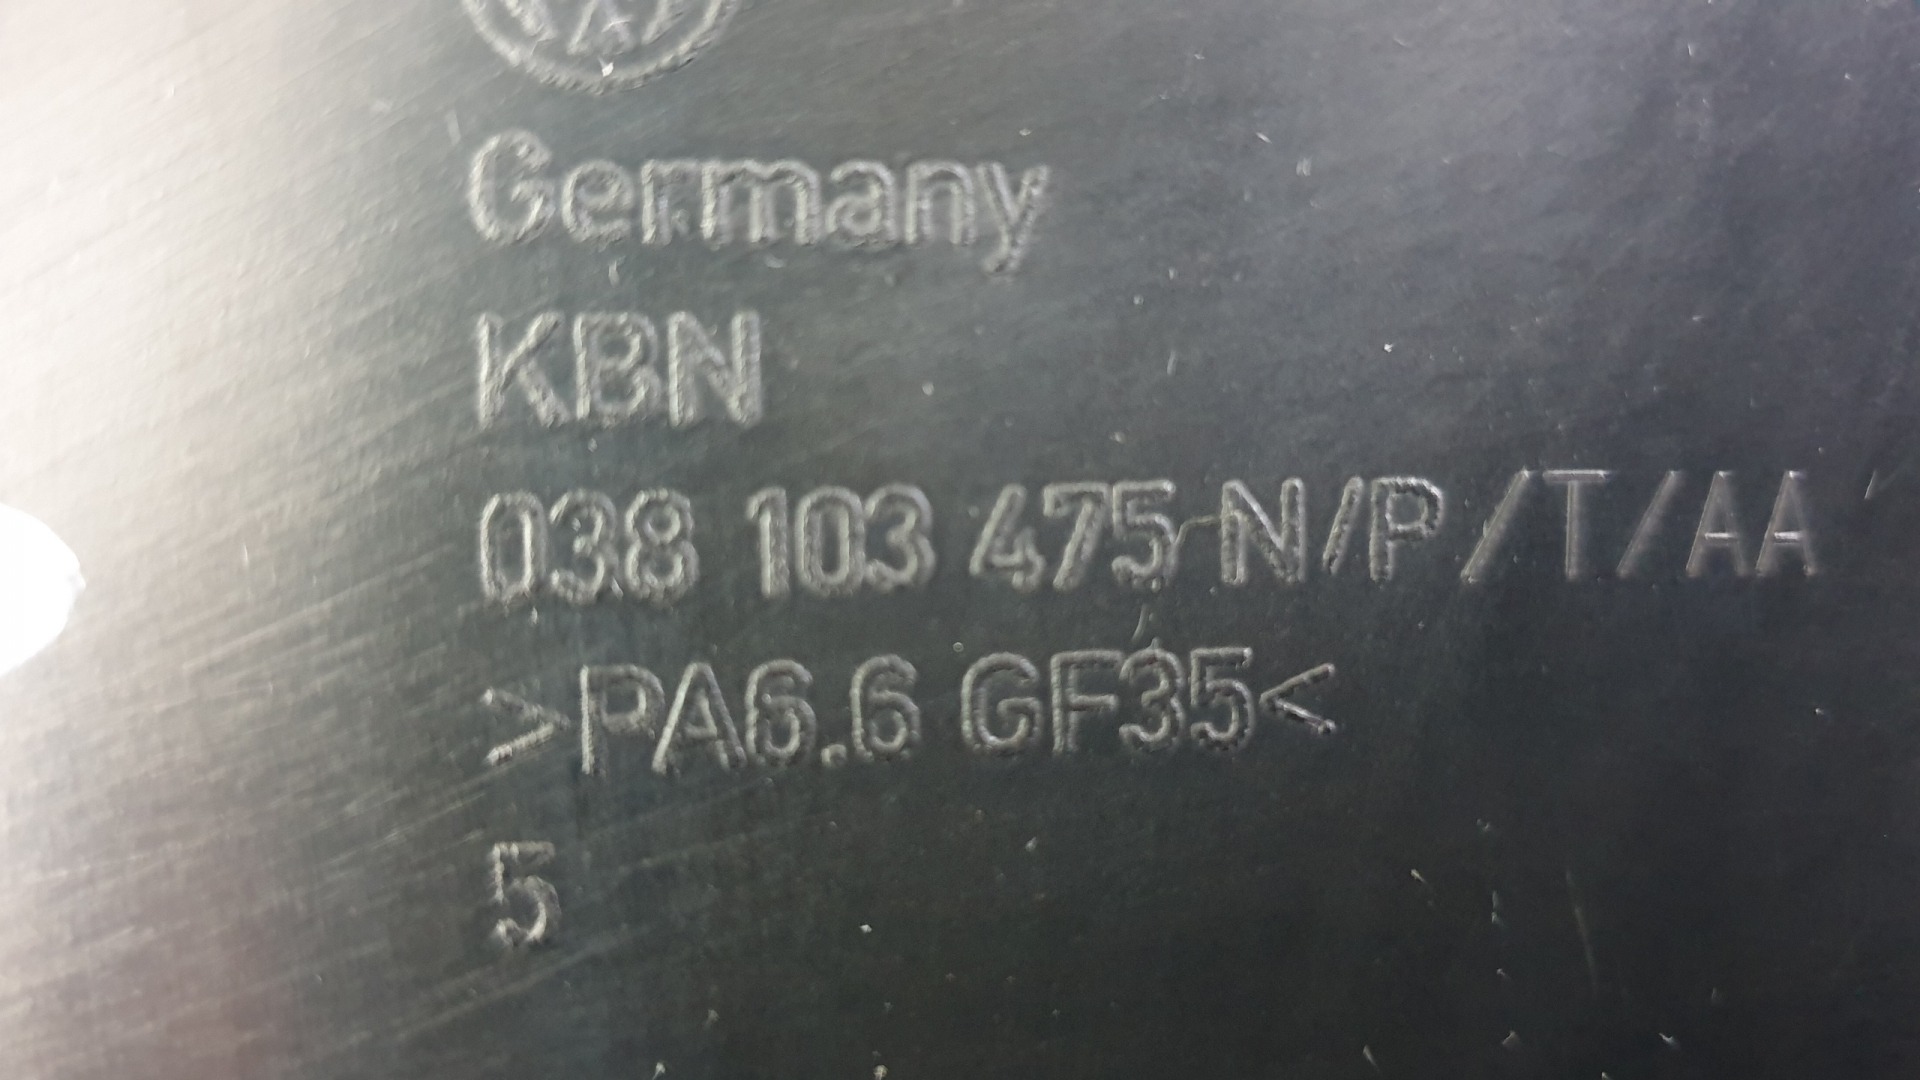 Germany
KBN
038 103 475 N/P/T/AA
>PA6.6 GF35<
5